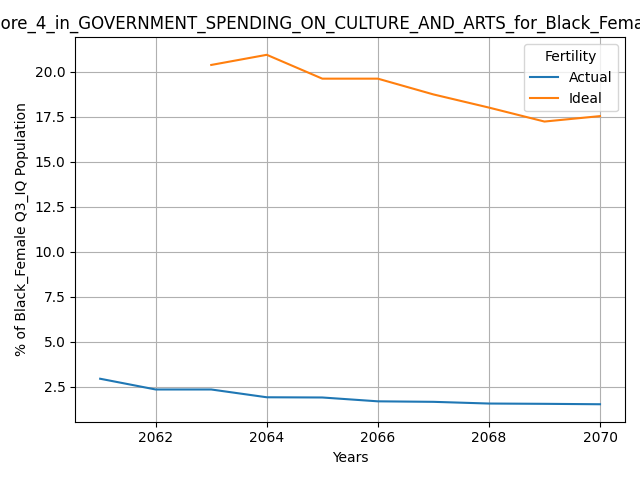 ore_4_in_GOVERNMENT_SPENDING_ON_CULTURE_AND_ARTS_for_Black_Fema
Fertility
Actual
Ideal
20.0
17.5
15.0
12.5
10.0
7.5
5.0
2.5
% of Black_Female Q3_IQ Population
2062
2064
2066
2068
2070
Years